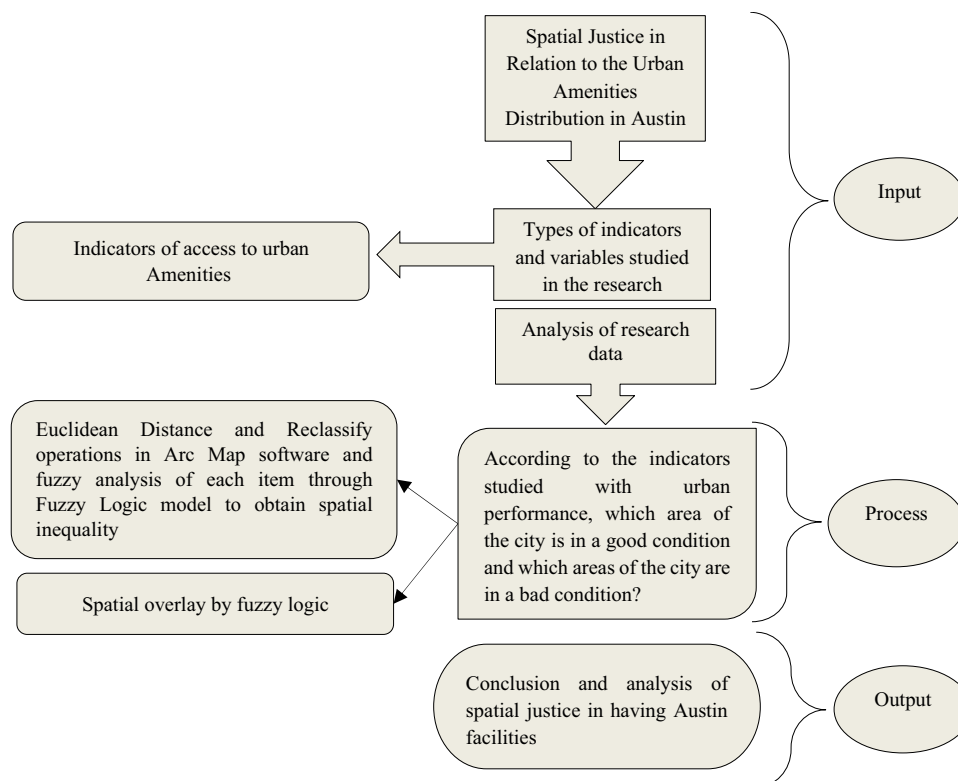 Spatial Justice in
Relation to the Urban
Amenities
Distribution in Austin
Input
Types of indicators
and variables studied
in the research
Indicators of access to urban
Amenities
Analysis of research
data
Euclidean Distance and Reclassify
operations in Arc Map software and
fuzzy analysis of each item through
Fuzzy Logic model to obtain spatial
inequality
According to the indicators
studied with urban
performance, which area of
the city is in a good condition
and which areas of the city are
in a bad condition?
Process
Spatial overlay by fuzzy logic
Conclusion and analysis of
spatial justice in having Austin
facilities
Output